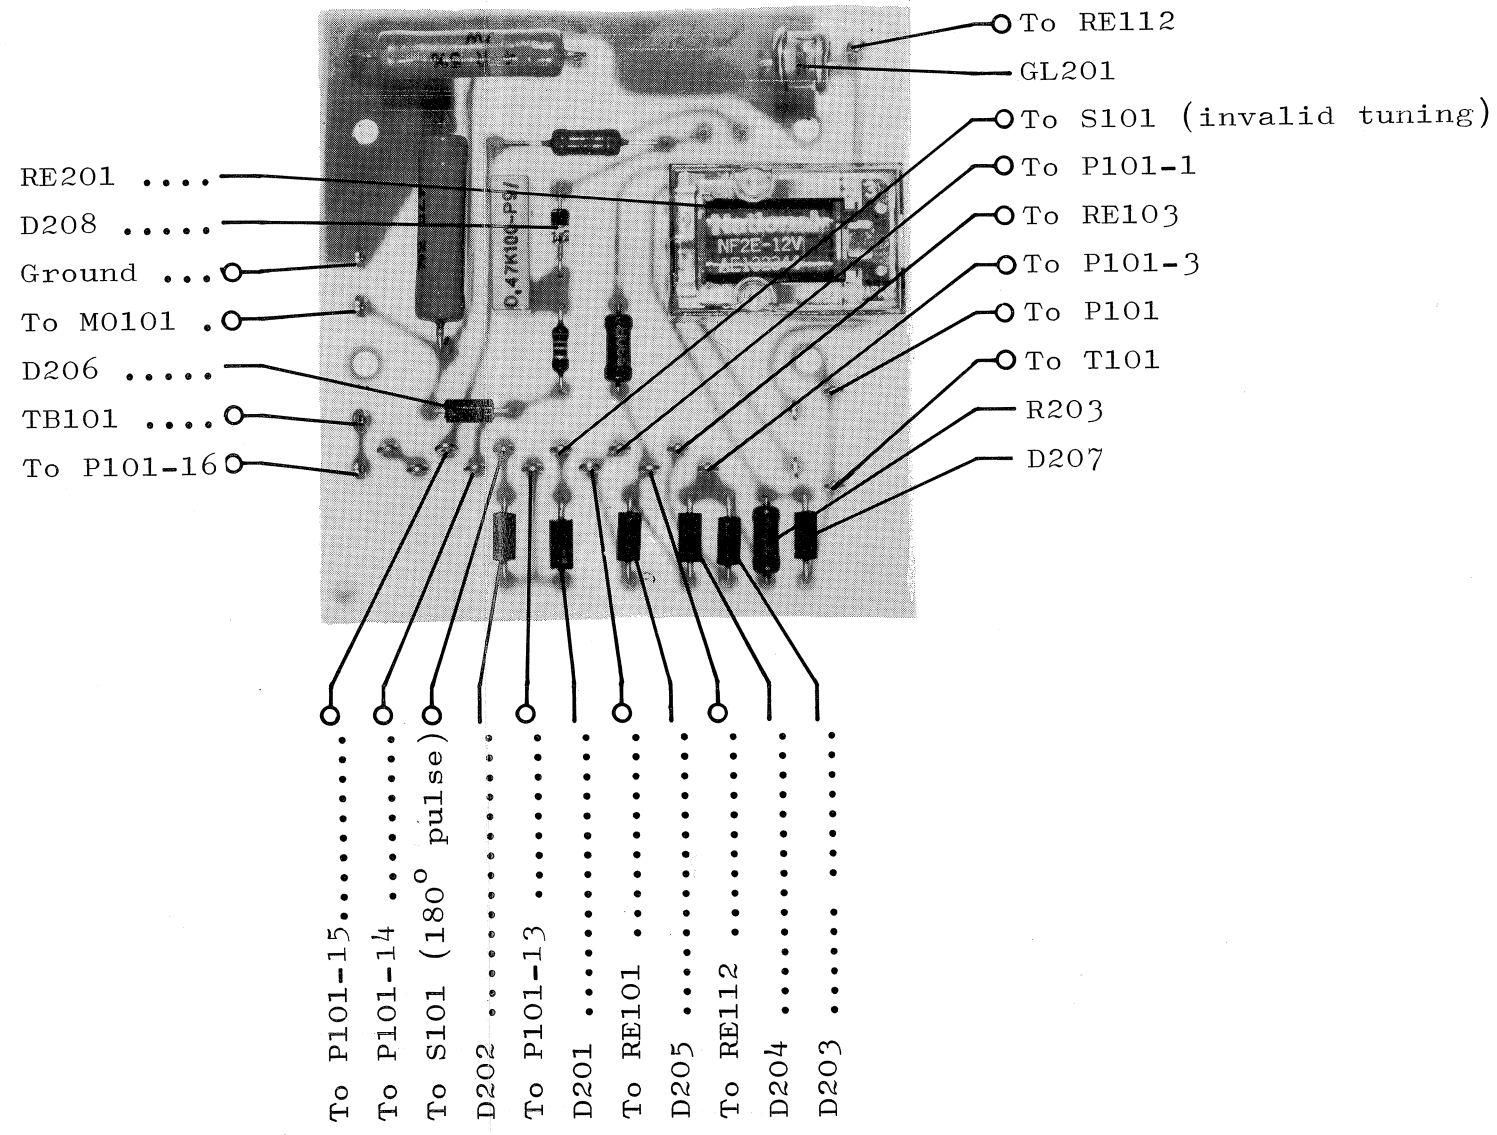 To RE112
GL201
To S101 (invalid tuning)
To P101-1
To RE103
To P101-3
To P101
To T101
R203
D207
RE201 ....
D208 .....
Ground ...
To MO101 .
D206 .....
TB101 ....
To P101-16
0.47K100-P9/
NF2E-12V
To P101-15..........
To P101-14 .........
To S101 (180° pulse)
D202 ...............
To P101-13 .........
D201 ...............
To RE101 ...........
D205 ...............
To RE112 ...........
D204 ...............
D203 ...... ........